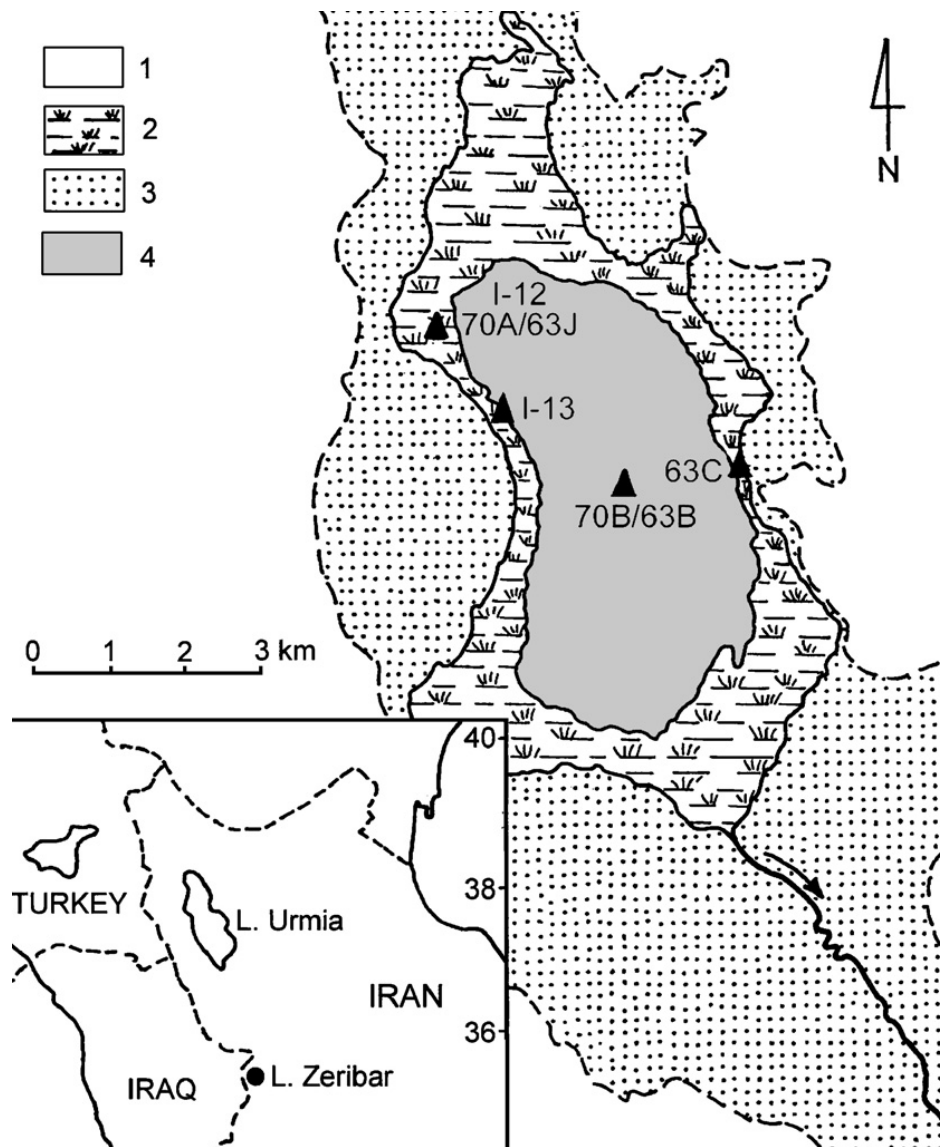 1
2
3
4
N
I-12
70A/63J
I-13
63C
70B/63B
0 1 2 3 km
40
38
36
TURKEY
L. Urmia
IRAN
IRAQ
L. Zeribar